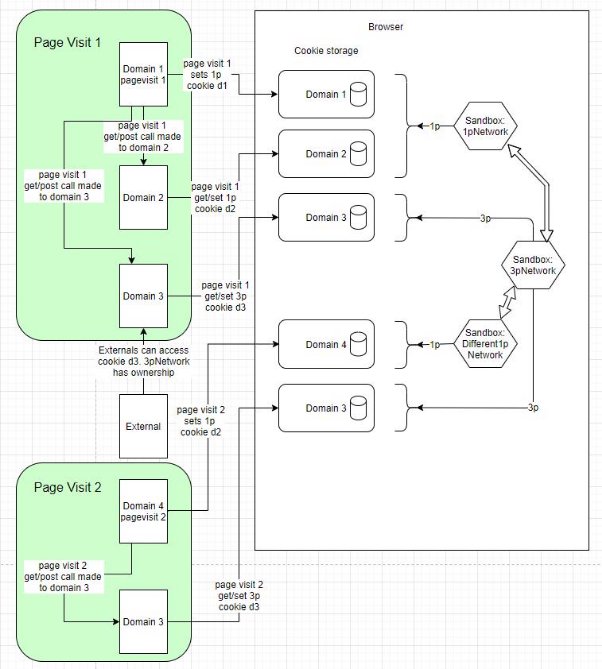 Browser
Page Visit 1
Cookie storage
Domain 1
pagevisit 1
page visit 1
sets 1p
cookie d1
Domain 1
1p
Sandbox:
1pNetwork
page visit 1
get/post call made
to domain 2
Domain 2
page visit 1
get/post call made
to domain 3
Domain 2
page visit 1
get/set 1p
cookie d2
Domain 3
3p
Domain 3
page visit 1
get/set 3p
cookie d3
Sandbox:
3pNetwork
Externals can access
cookie d3. 3pNetwork
has ownership
Domain 4
1p
Sandbox:
Different1p
Network
External
page visit 2
sets 1p
cookie d2
Domain 3
3p
Page Visit 2
Domain 4
pagevisit 2
page visit 2
get/post call made
to domain 3
Domain 3
page visit 2
get/set 3p
cookie d3